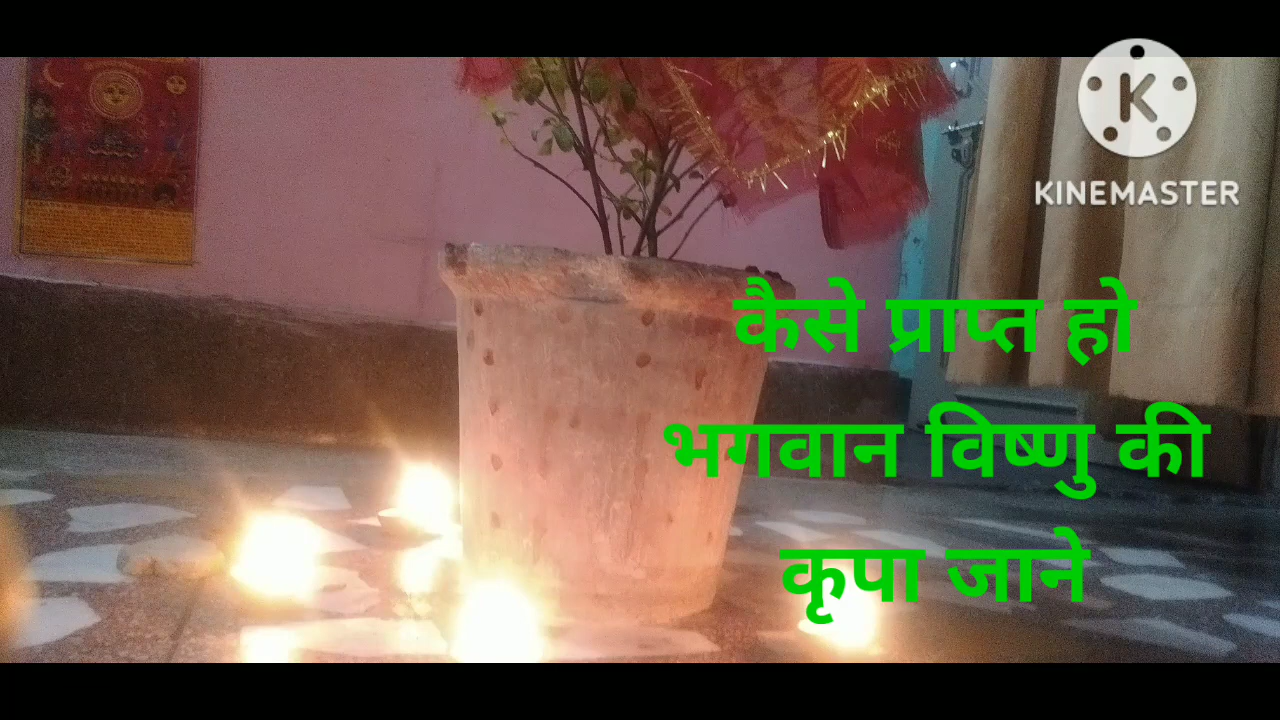 K
KINEMASTER
कैसे प्राप्त हो
भगवान विष्णु की
कृपा जाने